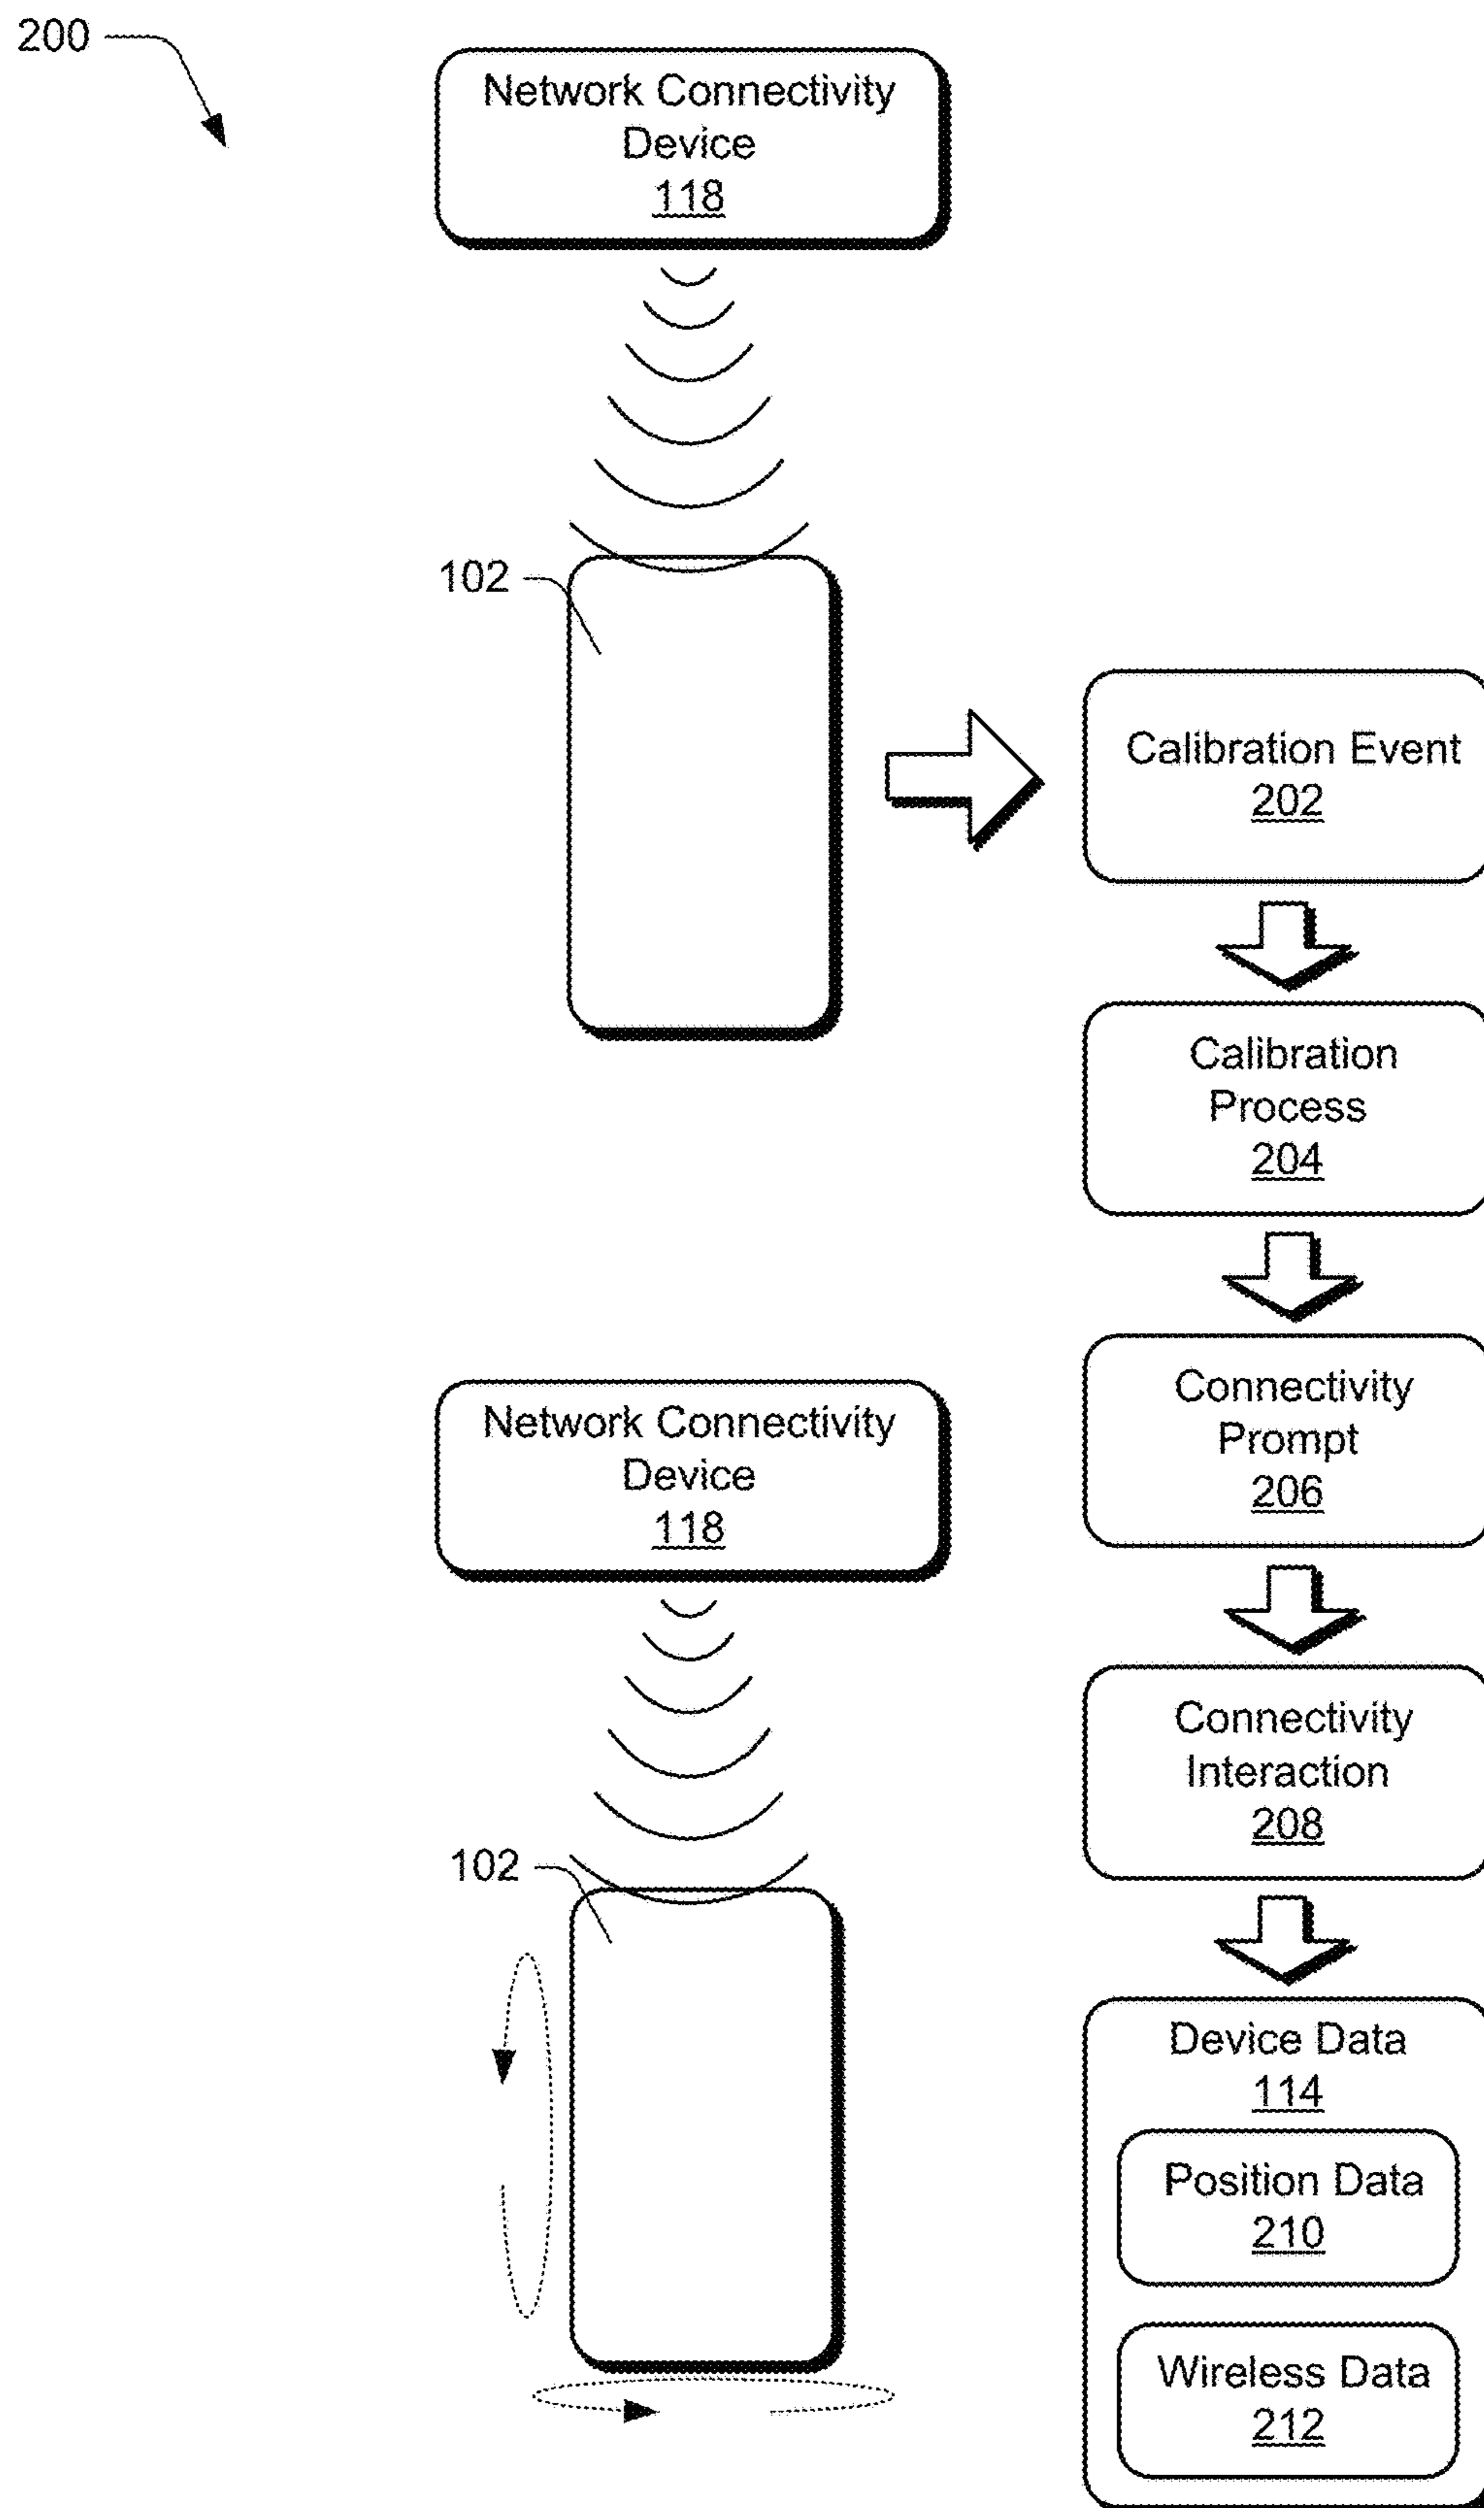 200
Network Connectivity
Device
118
102
Calibration Event
202
Calibration
Process
204
Connectivity
Prompt
206
Network Connectivity
Device
118
Connectivity
Interaction
208
102
Device Data
114
Position Data
210
Wireless Data
212